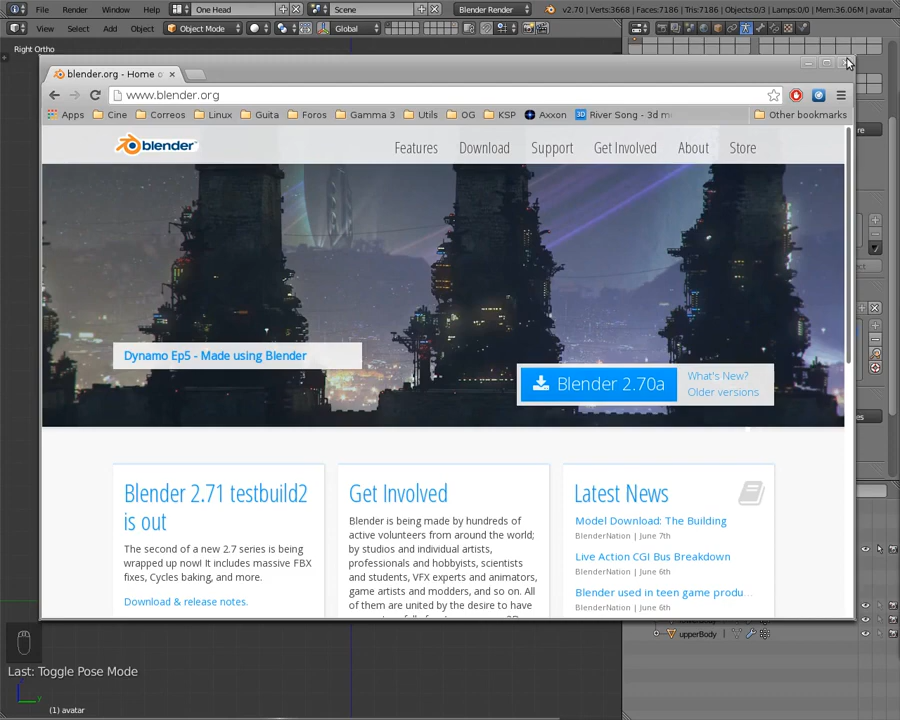 File Render Window Help One Head Scene Blender Render v2.70 | Verts:3668 | Faces:7186 | Tris:7186 | Objects:0/3 | Lamps:0/0 | Mem:36.06M | avatar
View Select Add Object Object Mode Global
Right Ortho
blender.org - Home
www.blender.org
Apps Cine Correos Linux Guita Foros Gamma 3 Utils OG KSP Axxon River Song - 3d Other bookmarks
blender
Features Download Support Get Involved About Store
Dynamo Ep5 - Made using Blender
Blender 2.70a
What's New?
Older versions
Blender 2.71 testbuild2
is out
The second of a new 2.7 series is being
wrapped up now! It includes massive FBX
fixes, Cycles baking, and more.
Download & release notes.
Get Involved
Blender is being made by hundreds of
active volunteers from around the world;
by studios and individual artists,
professionals and hobbyists, scientists
and students, VFX experts and animators,
game artists and modders, and so on. All
of them are united by the desire to have
Latest News
Model Download: The Building
BlenderNation | June 7th
Live Action CGI Bus Breakdown
BlenderNation | June 6th
Blender used in teen game produ...
BlenderNation | June 6th
upperBody
Last: Toggle Pose Mode
(1) avatar